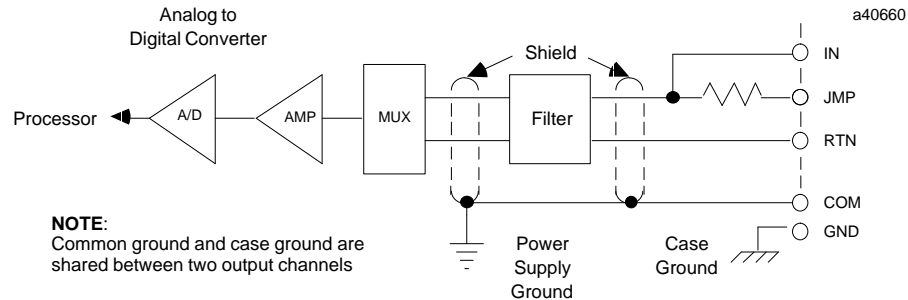 Analog to
Digital Converter
a40660
Shield
IN
JMP
RTN
COM
GND
Processor
A/D
AMP
MUX
Filter
NOTE:
Common ground and case ground are
shared between two output channels
Power
Supply
Ground
Case
Ground